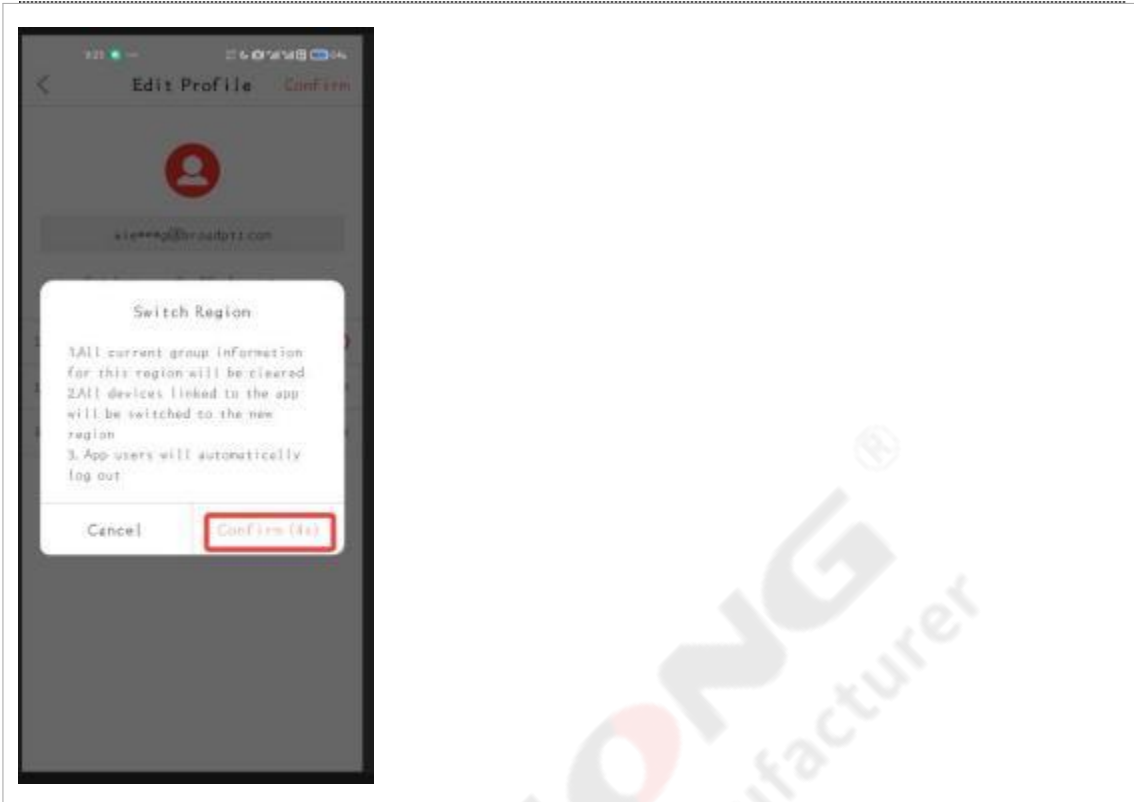 Edit Profile Confirm
Switch Region
1.All current group information
for this region will be cleared
2.All devices linked to the app
will be switched to the new
region
3. App users will automatically
log out
Cancel Confirm (4s)
ONG
ufacturer
®